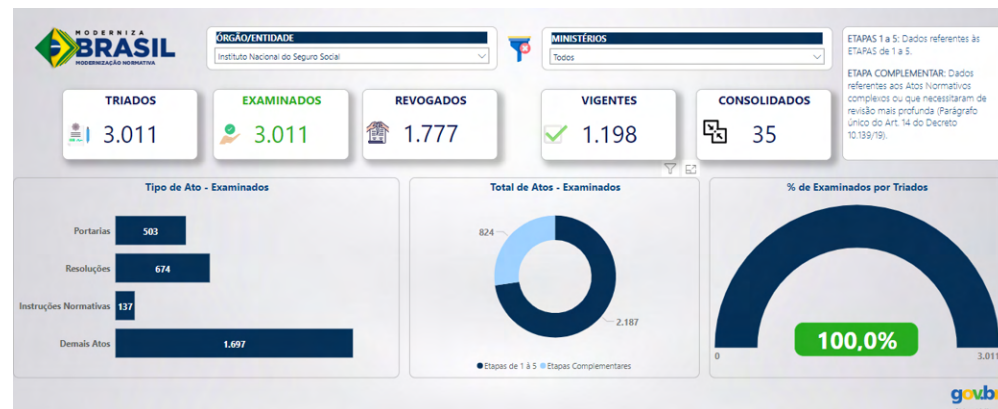 MODERNIZA
BRASIL
MODERNIZAÇÃO NORMATIVA
ÓRGÃO/ENTIDADE
Instituto Nacional do Seguro Social
MINISTÉRIOS
Todos
ETAPAS 1 a 5: Dados referentes às
ETAPAS de 1 a 5.
ETAPA COMPLEMENTAR: Dados
referentes aos Atos Normativos
complexos ou que necessitaram de
revisão mais profunda (Parágrafo
único do Art. 14 do Decreto
10.139/19).
TRIADOS
3.011
EXAMINADOS
3.011
REVOGADOS
1.777
VIGENTES
1.198
CONSOLIDADOS
35
Tipo de Ato - Examinados
Portarias 503
Resoluções 674
Instruções Normativas 137
Demais Atos 1.697
Total de Atos - Examinados
824
2.187
Etapas de 1 à 5 Etapas Complementares
% de Examinados por Triados
100,0%
0 3.011
gov.br